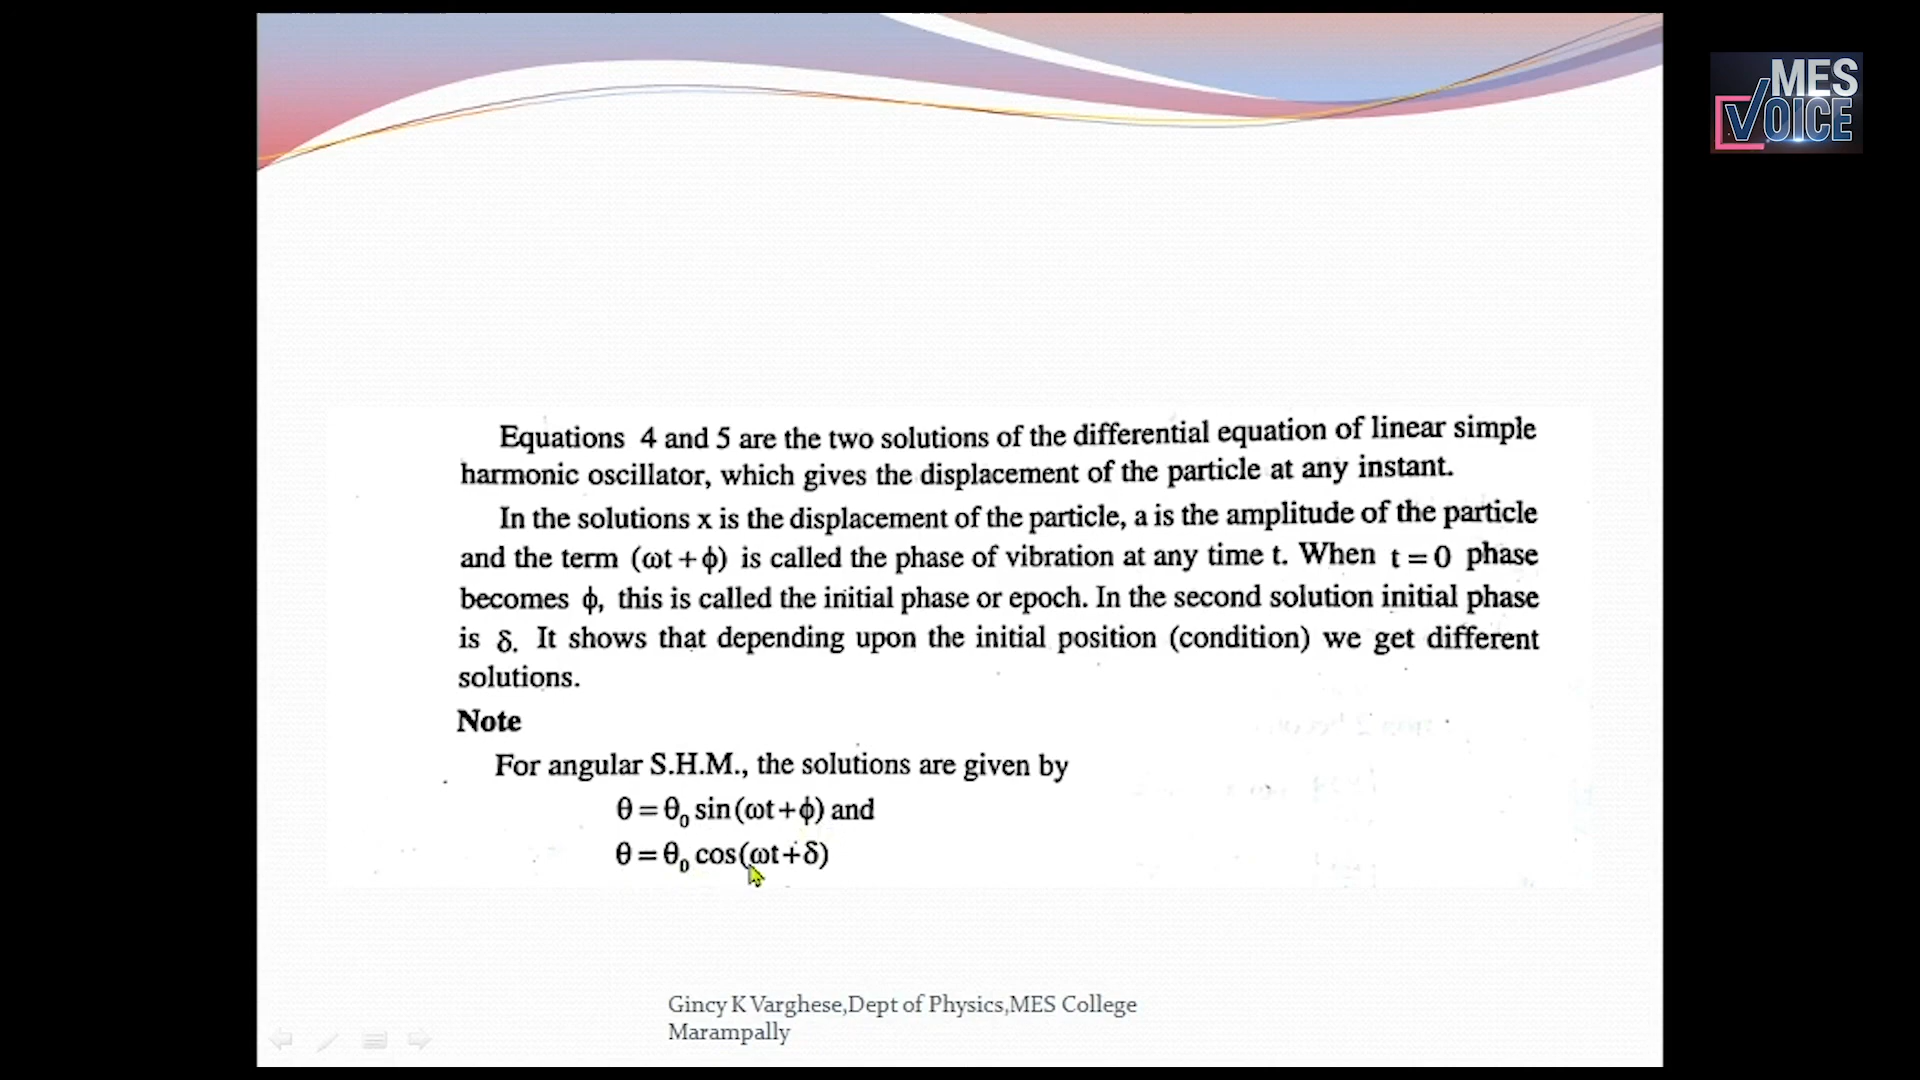 MES
VOICE
Equations 4 and 5 are the two solutions of the differential equation of linear simple
harmonic oscillator, which gives the displacement of the particle at any instant.
In the solutions x is the displacement of the particle, a is the amplitude of the particle
and the term (ωt + ϕ) is called the phase of vibration at any time t. When t = 0 phase
becomes ϕ, this is called the initial phase or epoch. In the second solution initial phase
is δ. It shows that depending upon the initial position (condition) we get different
solutions.
Note
For angular S.H.M., the solutions are given by
θ = θ₀ sin (ωt + ϕ) and
θ = θ₀ cos(ωt + δ)
Gincy K Varghese,Dept of Physics,MES College
Marampally